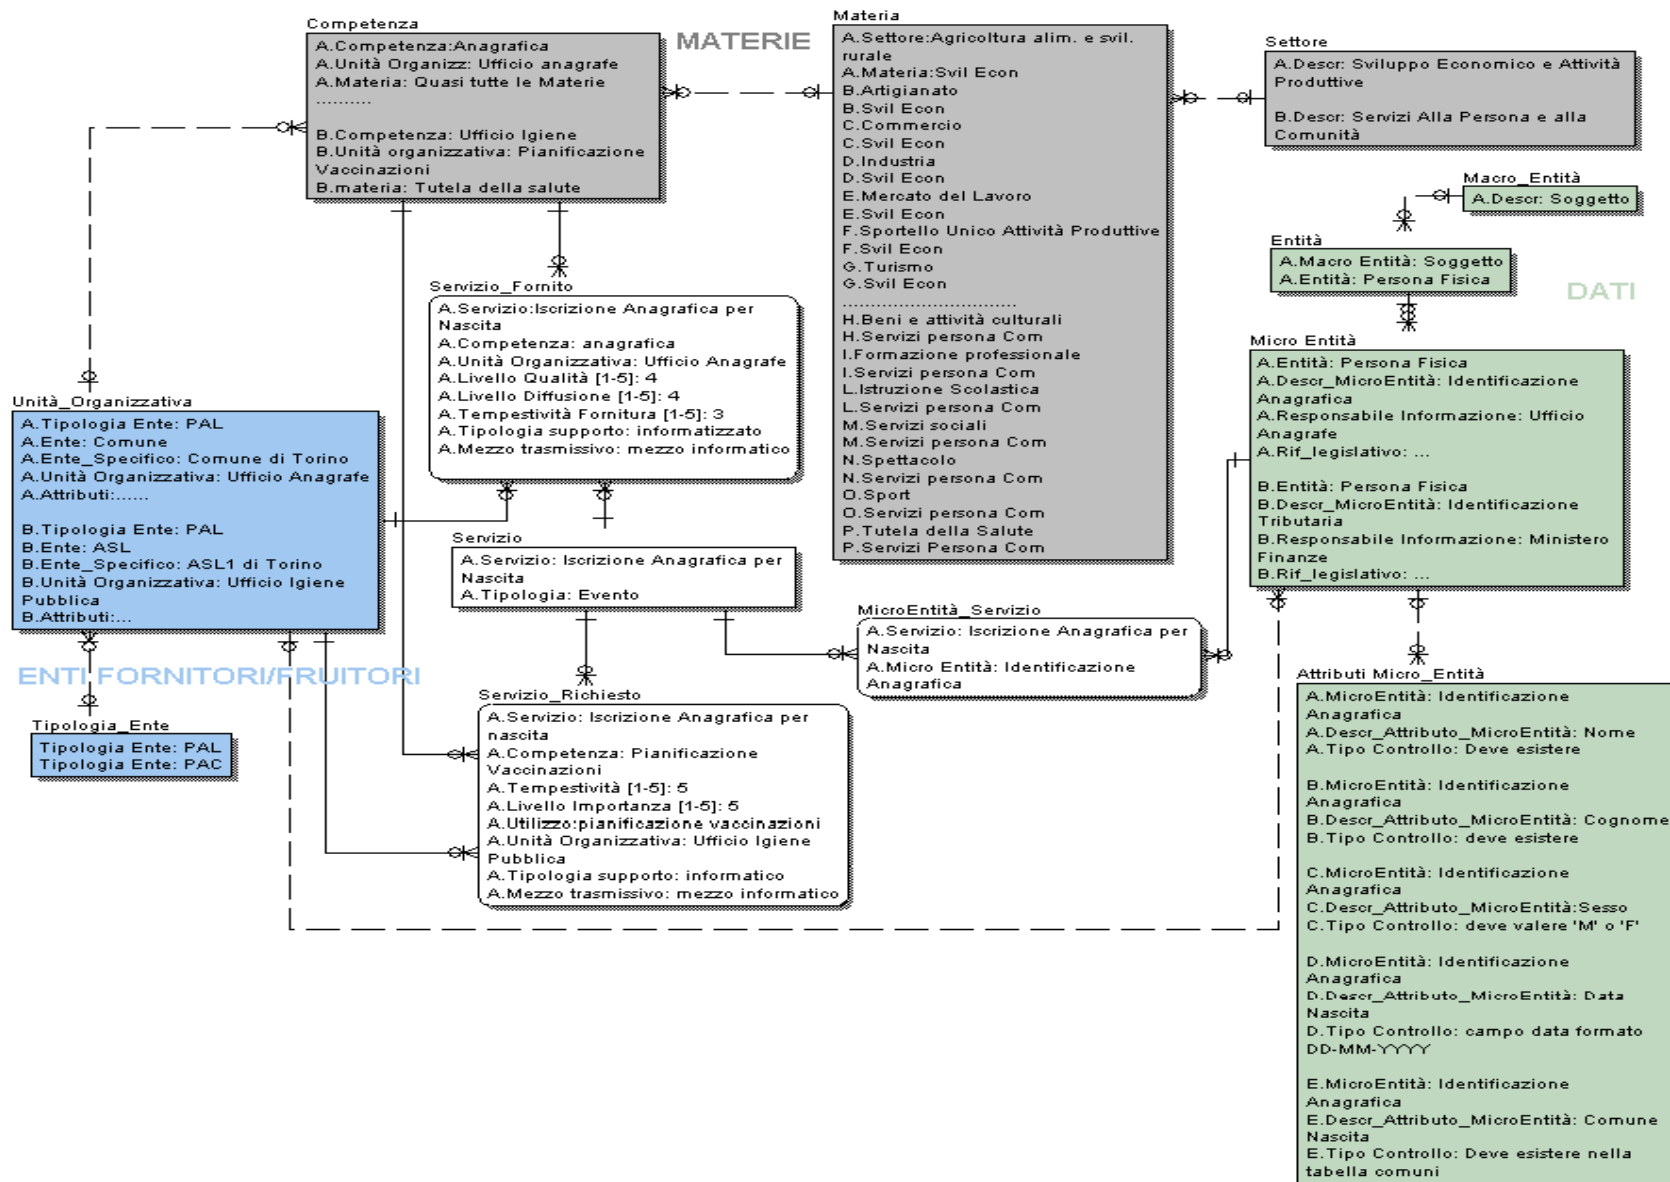 Competenza
A.Competenza:Anagrafica
A.Unità Organizz: Ufficio anagrafe
A.Materia: Quasi tutte le Materie
..........
B.Competenza: Ufficio Igiene
B.Unità organizzativa: Pianificazione
Vaccinazioni
B.materia: Tutela della salute
MATERIE
Materia
A.Settore:Agricoltura alim. e svil.
rurale
A.Materia:Svil Econ
B.Artigianato
B.Svil Econ
C.Commercio
C.Svil Econ
D.Industria
D.Svil Econ
E.Mercato del Lavoro
E.Svil Econ
F.Sportello Unico Attività Produttive
F.Svil Econ
G.Turismo
G.Svil Econ
..............................
H.Beni e attività culturali
H.Servizi persona Com
I.Formazione professionale
I.Servizi persona Com
L.Istruzione Scolastica
L.Servizi persona Com
M.Servizi sociali
M.Servizi persona Com
N.Spettacolo
N.Servizi persona Com
O.Sport
O.Servizi persona Com
P.Tutela della Salute
P.Servizi Persona Com
Settore
A.Descr: Sviluppo Economico e Attività
Produttive
B.Descr: Servizi Alla Persona e alla
Comunità
Macro_Entità
A.Descr: Soggetto
Entità
A.Macro Entità: Soggetto
A.Entità: Persona Fisica
DATI
Servizio_Fornito
A.Servizio:Iscrizione Anagrafica per
Nascita
A.Competenza: anagrafica
A.Unità Organizzativa: Ufficio Anagrafe
A.Livello Qualità [1-5]: 4
A.Livello Diffusione [1-5]: 4
A.Tempestività Fornitura [1-5]: 3
A.Tipologia supporto: informatizzato
A.Mezzo trasmissivo: mezzo informatico
Micro Entità
A.Entità: Persona Fisica
A.Descr_MicroEntità: Identificazione
Anagrafica
A.Responsabile Informazione: Ufficio
Anagrafe
A.Rif_legislativo: ...
B.Entità: Persona Fisica
B.Descr_MicroEntità: Identificazione
Tributaria
B.Responsabile Informazione: Ministero
Finanze
B.Rif_legislativo: ...
Unità_Organizzativa
A.Tipologia Ente: PAL
A.Ente: Comune
A.Ente_Specifico: Comune di Torino
A.Unità Organizzativa: Ufficio Anagrafe
A.Attributi:......
B.Tipologia Ente: PAL
B.Ente: ASL
B.Ente_Specifico: ASL1 di Torino
B.Unità Organizzativa: Ufficio Igiene
Pubblica
B.Attributi:...
Servizio
A.Servizio: Iscrizione Anagrafica per
Nascita
A.Tipologia: Evento
MicroEntità_Servizio
A.Servizio: Iscrizione Anagrafica per
Nascita
A.Micro Entità: Identificazione
Anagrafica
ENTI FORNITORI/FRUITORI
Tipologia_Ente
Tipologia Ente: PAL
Tipologia Ente: PAC
Servizio_Richiesto
A.Servizio: Iscrizione Anagrafica per
nascita
A.Competenza: Pianificazione
Vaccinazioni
A.Tempestività [1-5]: 5
A.Livello Importanza [1-5]: 5
A.Utilizzo:pianificazione vaccinazioni
A.Unità Organizzativa: Ufficio Igiene
Pubblica
A.Tipologia supporto: informatico
A.Mezzo trasmissivo: mezzo informatico
Attributi Micro_Entità
A.MicroEntità: Identificazione
Anagrafica
A.Descr_Attributo_MicroEntità: Nome
A.Tipo Controllo: Deve esistere
B.MicroEntità: Identificazione
Anagrafica
B.Descr_Attributo_MicroEntità: Cognome
B.Tipo Controllo: deve esistere
C.MicroEntità: Identificazione
Anagrafica
C.Descr_Attributo_MicroEntità:Sesso
C.Tipo Controllo: deve valere 'M' o 'F'
D.MicroEntità: Identificazione
Anagrafica
D.Descr_Attributo_MicroEntità: Data
Nascita
D.Tipo Controllo: campo data formato
DD-MM-YYYY
E.MicroEntità: Identificazione
Anagrafica
E.Descr_Attributo_MicroEntità: Comune
Nascita
E.Tipo Controllo: Deve esistere nella
tabella comuni